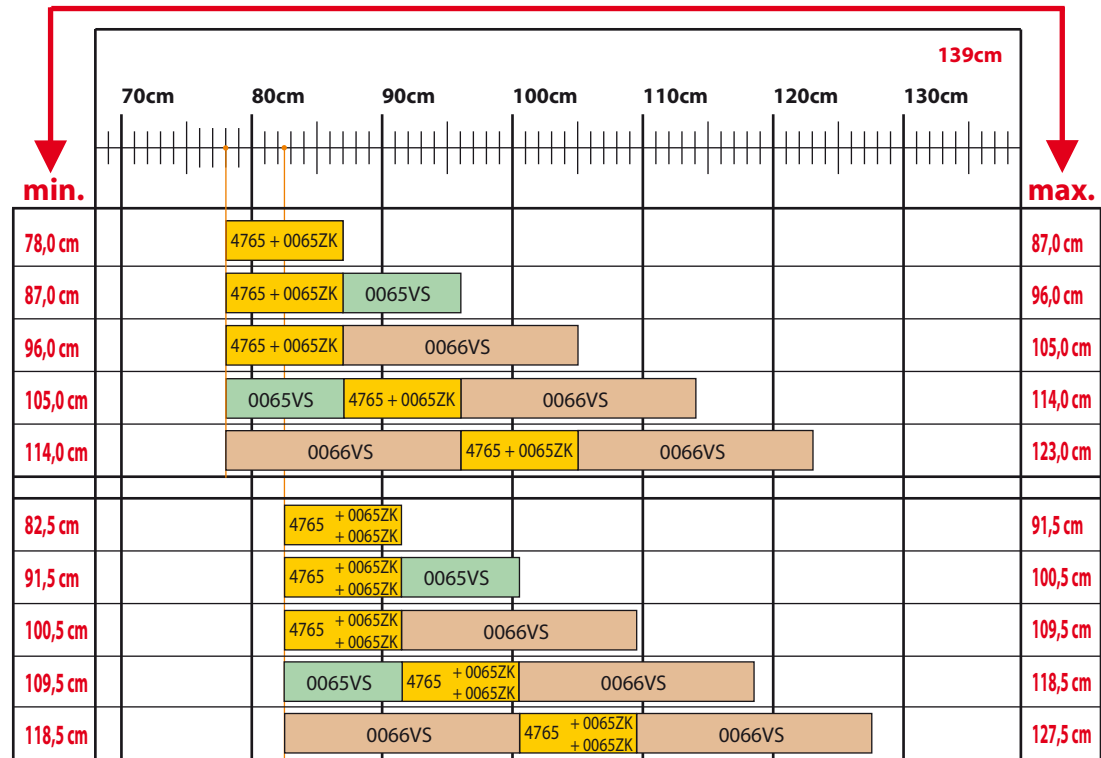 139cm
70cm 80cm 90cm 100cm 110cm 120cm 130cm
min. max.
78,0 cm 4765 + 0065ZK 87,0 cm
87,0 cm 4765 + 0065ZK 0065VS 96,0 cm
96,0 cm 4765 + 0065ZK 0066VS 105,0 cm
105,0 cm 0065VS 4765 + 0065ZK 0066VS 114,0 cm
114,0 cm 0066VS 4765 + 0065ZK 0066VS 123,0 cm
82,5 cm 4765 + 0065ZK + 0065ZK 91,5 cm
91,5 cm 4765 + 0065ZK + 0065ZK 0065VS 100,5 cm
100,5 cm 4765 + 0065ZK + 0065ZK 0066VS 109,5 cm
109,5 cm 0065VS 4765 + 0065ZK + 0065ZK 0066VS 118,5 cm
118,5 cm 0066VS 4765 + 0065ZK + 0065ZK 0066VS 127,5 cm